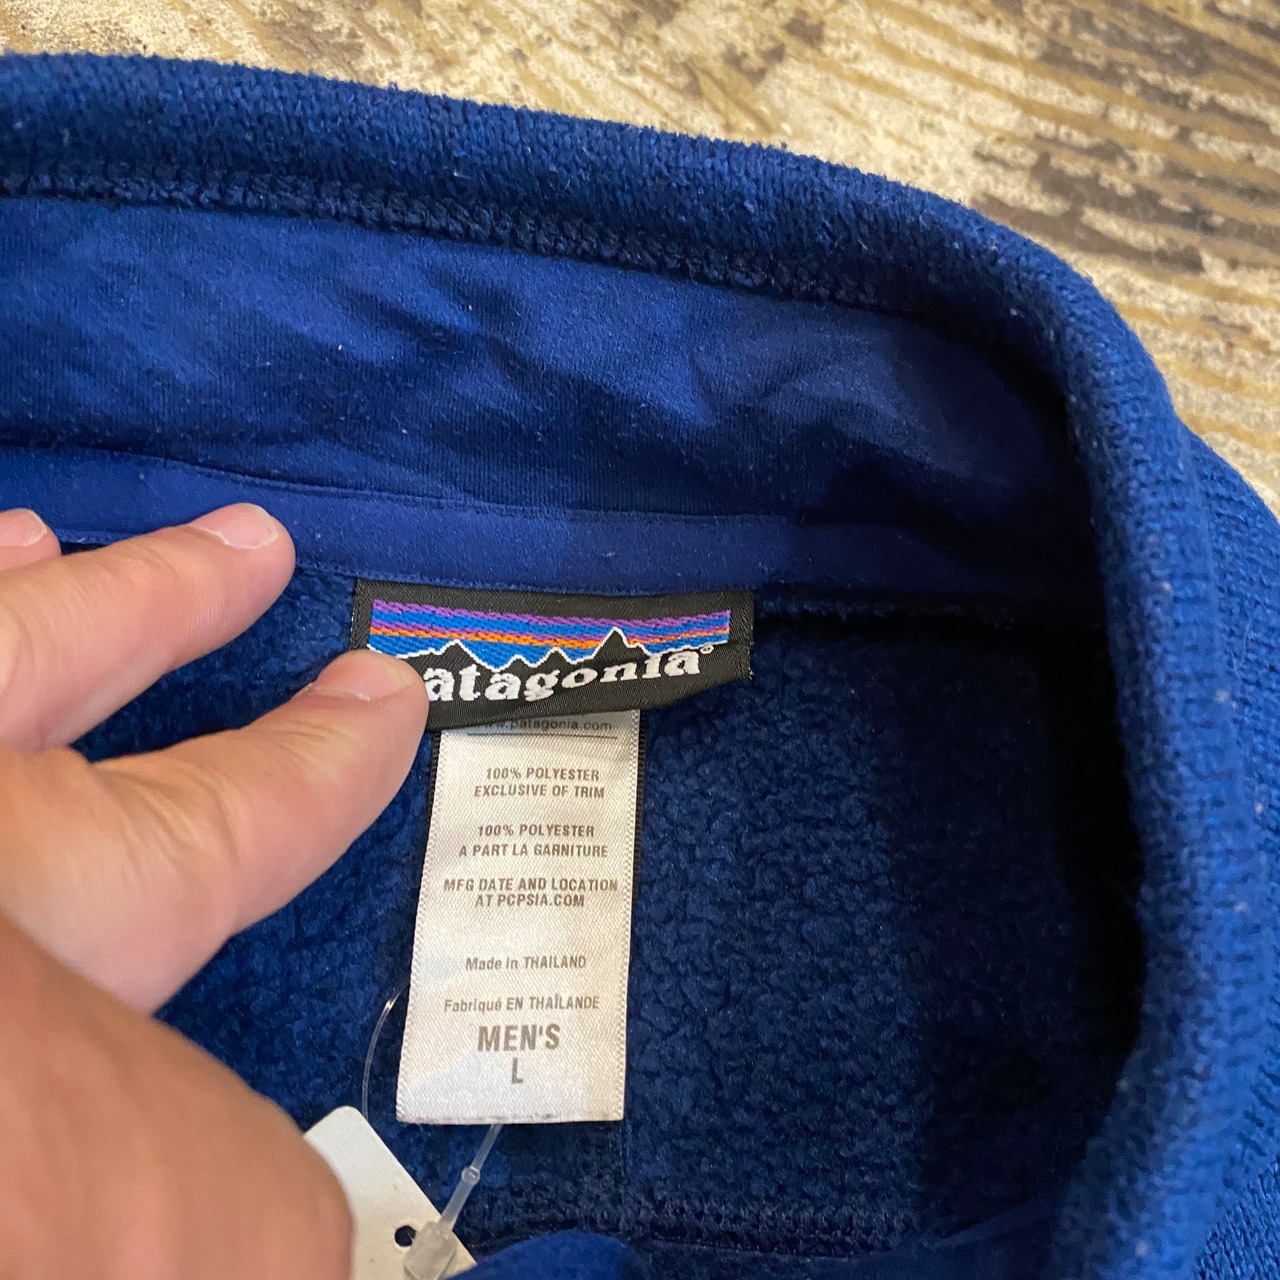 atagonia®
www.patagonia.com
100% POLYESTER
EXCLUSIVE OF TRIM
100% POLYESTER
A PART LA GARNITURE
MFG DATE AND LOCATION
AT PCPSIA.COM
Made in THAILAND
Fabriqué EN THAÏLANDE
MEN'S
L